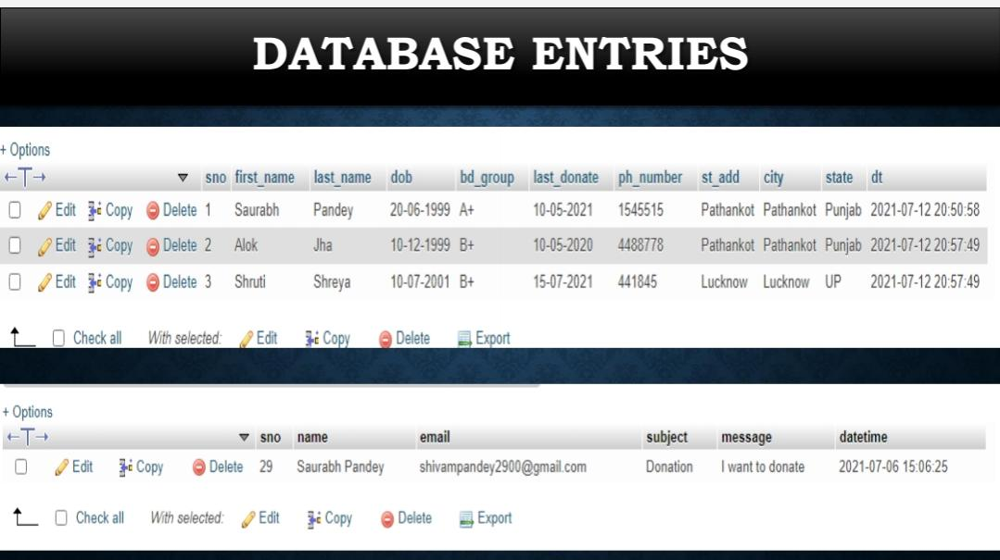 DATABASE ENTRIES
+ Options
←T→ ▼ sno first_name last_name dob bd_group last_donate ph_number st_add city state dt
Edit Copy Delete 1 Saurabh Pandey 20-06-1999 A+ 10-05-2021 1545515 Pathankot Pathankot Punjab 2021-07-12 20:50:58
Edit Copy Delete 2 Alok Jha 10-12-1999 B+ 10-05-2020 4488778 Pathankot Pathankot Punjab 2021-07-12 20:57:49
Edit Copy Delete 3 Shruti Shreya 10-07-2001 B+ 15-07-2021 441845 Lucknow Lucknow UP 2021-07-12 20:57:49
Check all With selected: Edit Copy Delete Export
+ Options
←T→ ▼ sno name email subject message datetime
Edit Copy Delete 29 Saurabh Pandey shivampandey2900@gmail.com Donation I want to donate 2021-07-06 15:06:25
Check all With selected: Edit Copy Delete Export